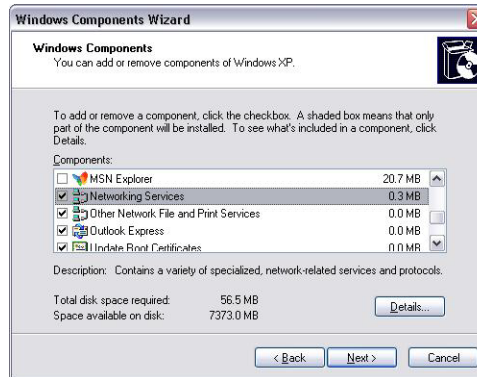 Windows Components Wizard
Windows Components
You can add or remove components of Windows XP.
To add or remove a component, click the checkbox. A shaded box means that only
part of the component will be installed. To see what's included in a component, click
Details.
Components:
MSN Explorer 20.7 MB
Networking Services 0.3 MB
Other Network File and Print Services 0.0 MB
Outlook Express 0.0 MB
Update Root Certificates 0.0 MB
Description: Contains a variety of specialized, network-related services and protocols.
Total disk space required: 56.5 MB
Space available on disk: 7373.0 MB
Details...
< Back Next > Cancel